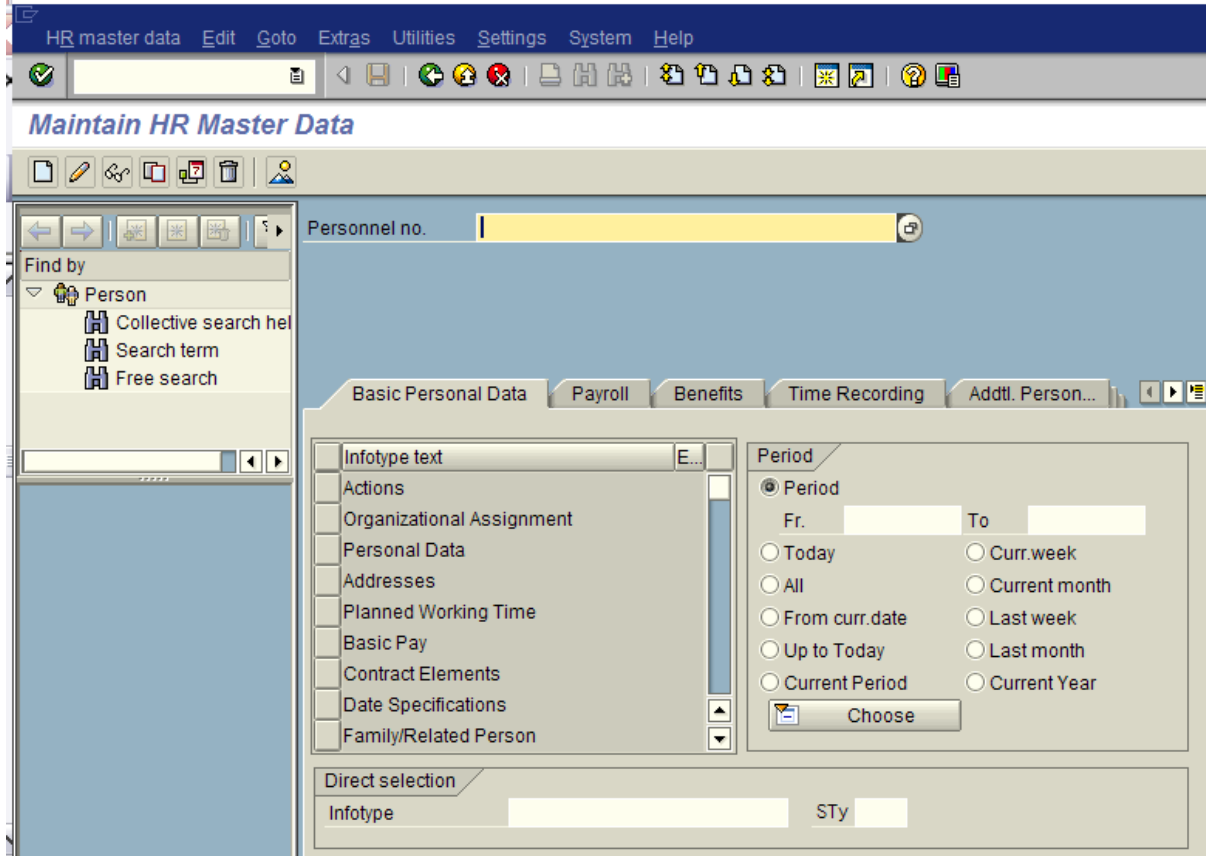 HR master data Edit Goto Extras Utilities Settings System Help
Maintain HR Master Data
Find by
Person
Collective search hel
Search term
Free search
Personnel no.
Basic Personal Data Payroll Benefits Time Recording Addtl. Person...
Infotype text E...
Actions
Organizational Assignment
Personal Data
Addresses
Planned Working Time
Basic Pay
Contract Elements
Date Specifications
Family/Related Person
Period
Period
Fr. To
Today Curr.week
All Current month
From curr.date Last week
Up to Today Last month
Current Period Current Year
Choose
Direct selection
Infotype STy